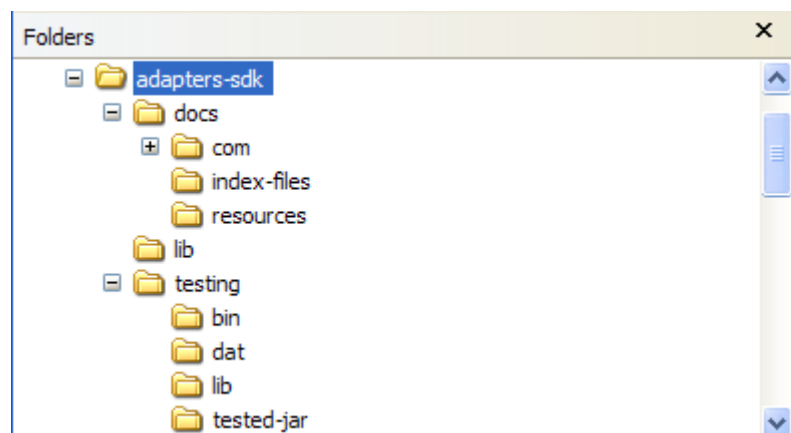 Folders
adapters-sdk
docs
com
index-files
resources
lib
testing
bin
dat
lib
tested-jar